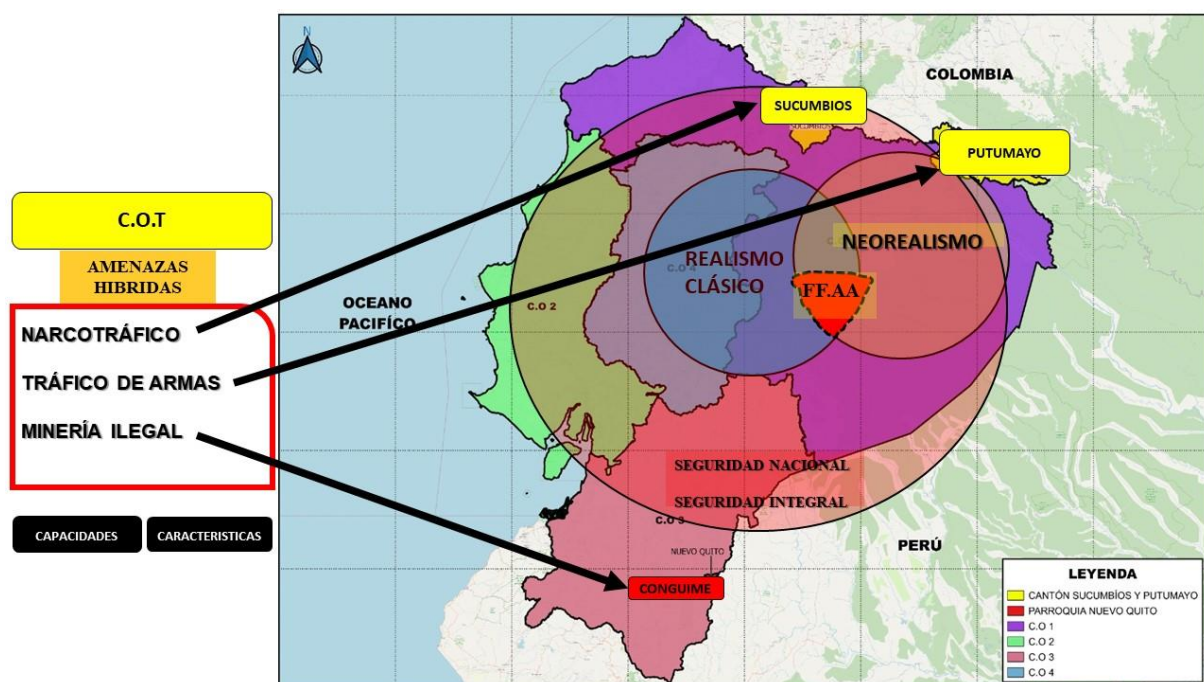 C.O.T
AMENAZAS
HIBRIDAS
NARCOTRÁFICO
TRÁFICO DE ARMAS
MINERÍA ILEGAL
CAPACIDADES
CARACTERISTICAS
N
COLOMBIA
SUCUMBIOS
PUTUMAYO
NEOREALISMO
REALISMO
CLÁSICO
C.O 4
FF.AA
OCEANO
PACIFÍCO
C.O 2
SEGURIDAD NACIONAL
SEGURIDAD INTEGRAL
C.O 3
NUEVO QUITO
CONGUIME
PERÚ
LEYENDA
CANTÓN SUCUMBÍOS Y PUTUMAYO
PARROQUIA NUEVO QUITO
C.O 1
C.O 2
C.O 3
C.O 4